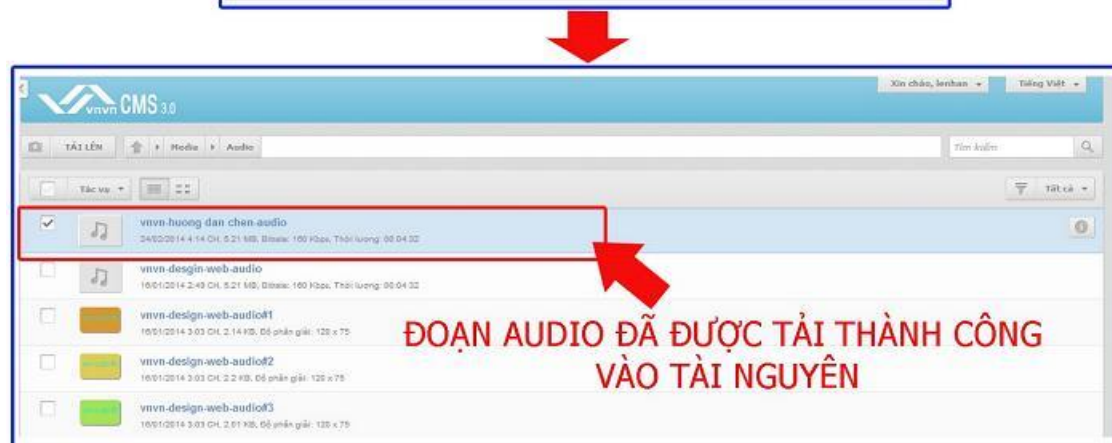 Xin chào, lenhan
Tiếng Việt
vnvn CMS 3.0
TẢI LÊN
Media
Audio
Tìm kiếm
Tác vụ
Tất cả
vnvn-huong dan chen-audio
24/02/2014 4:14 CH, 5.21 MB, Bitrate: 160 Kbps, Thời lượng: 00:04:32
vnvn-desgin-web-audio
16/01/2014 2:49 CH, 5.21 MB, Bitrate: 160 Kbps, Thời lượng: 00:04:32
vnvn-design-web-audio#1
16/01/2014 3:03 CH, 2.14 KB, Độ phân giải: 128 x 75
ĐOẠN AUDIO ĐÃ ĐƯỢC TẢI THÀNH CÔNG
VÀO TÀI NGUYÊN
vnvn-design-web-audio#2
16/01/2014 3:03 CH, 2.2 KB, Độ phân giải: 128 x 75
vnvn-design-web-audio#3
16/01/2014 3:03 CH, 2.01 KB, Độ phân giải: 128 x 75